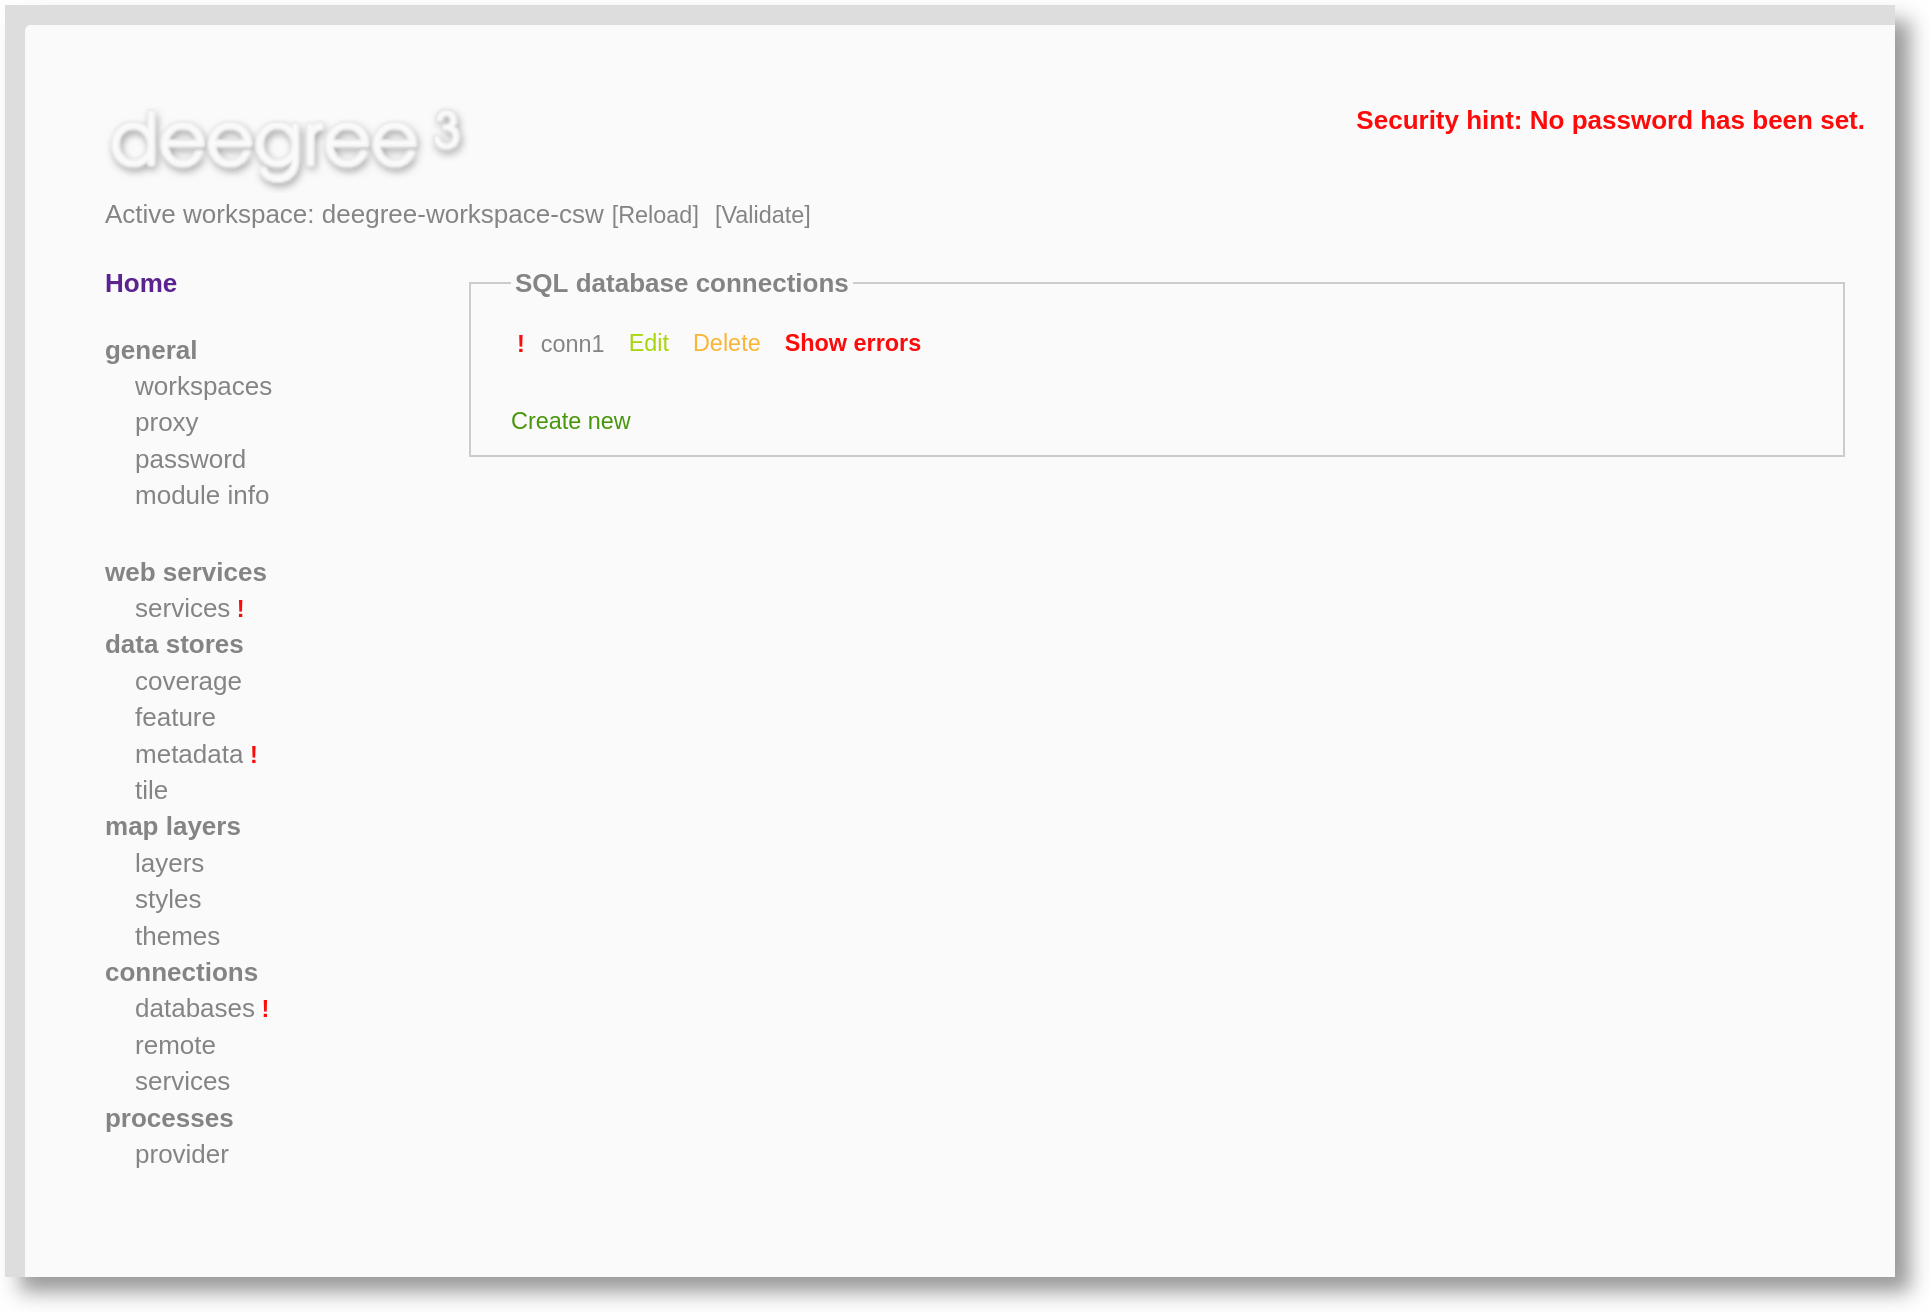 deegree 3
Security hint: No password has been set.
Active workspace: deegree-workspace-csw [Reload] [Validate]
Home
general
workspaces
proxy
password
module info
web services
services !
data stores
coverage
feature
metadata !
tile
map layers
layers
styles
themes
connections
databases !
remote
services
processes
provider
SQL database connections
! conn1 Edit Delete Show errors
Create new